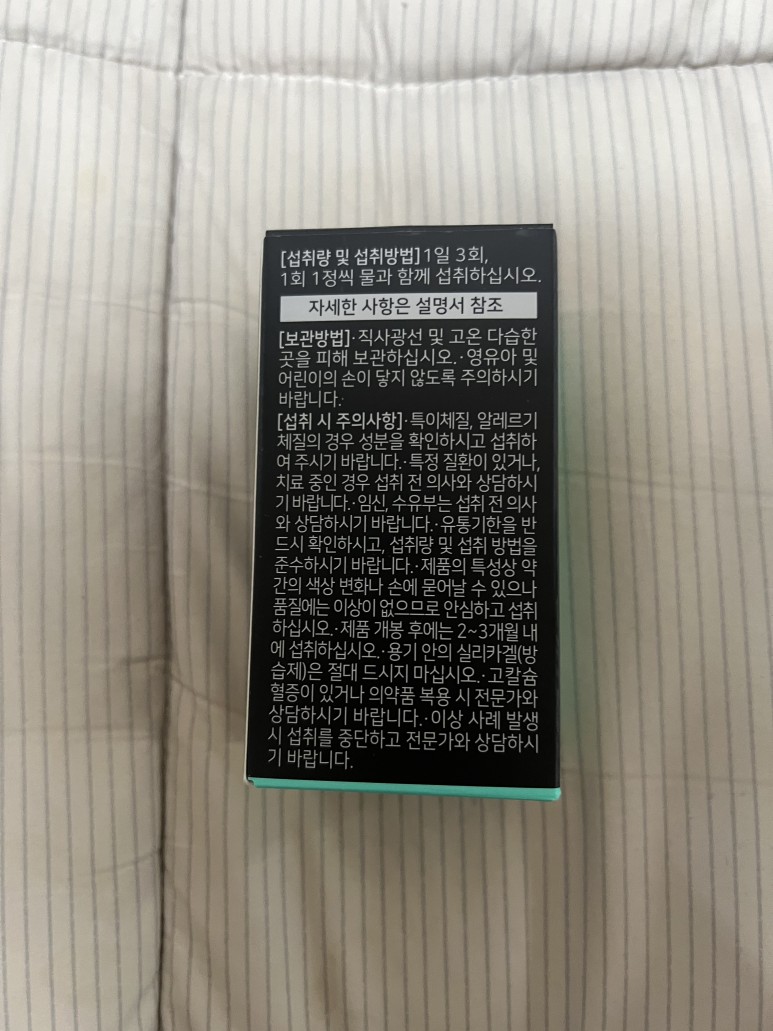 [섭취량 및 섭취방법]1일 3회,
1회 1정씩 물과 함께 섭취하십시오.
자세한 사항은 설명서 참조
[보관방법]·직사광선 및 고온 다습한
곳을 피해 보관하십시오.·영유아 및
어린이의 손이 닿지 않도록 주의하시기
바랍니다.
[섭취 시 주의사항]·특이체질, 알레르기
체질의 경우 성분을 확인하시고 섭취하
여 주시기 바랍니다.·특정 질환이 있거나,
치료 중인 경우 섭취 전 의사와 상담하시
기 바랍니다.·임신, 수유부는 섭취 전 의사
와 상담하시기 바랍니다.·유통기한을 반
드시 확인하시고, 섭취량 및 섭취 방법을
준수하시기 바랍니다.·제품의 특성상 약
간의 색상 변화나 손에 묻어날 수 있으나
품질에는 이상이 없으므로 안심하고 섭취
하십시오.·제품 개봉 후에는 2~3개월 내
에 섭취하십시오.·용기 안의 실리카겔(방
습제)은 절대 드시지 마십시오.·고칼슘
혈증이 있거나 의약품 복용 시 전문가와
상담하시기 바랍니다.·이상 사례 발생
시 섭취를 중단하고 전문가와 상담하시
기 바랍니다.